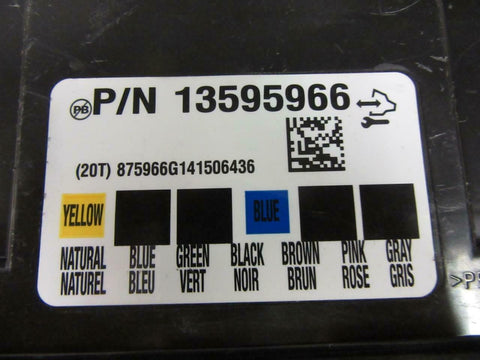 PB P/N 13595966
(20T) 875966G141506436
YELLOW BLUE
NATURAL BLUE GREEN BLACK BROWN PINK GRAY
NATUREL BLEU VERT NOIR BRUN ROSE GRIS
>P